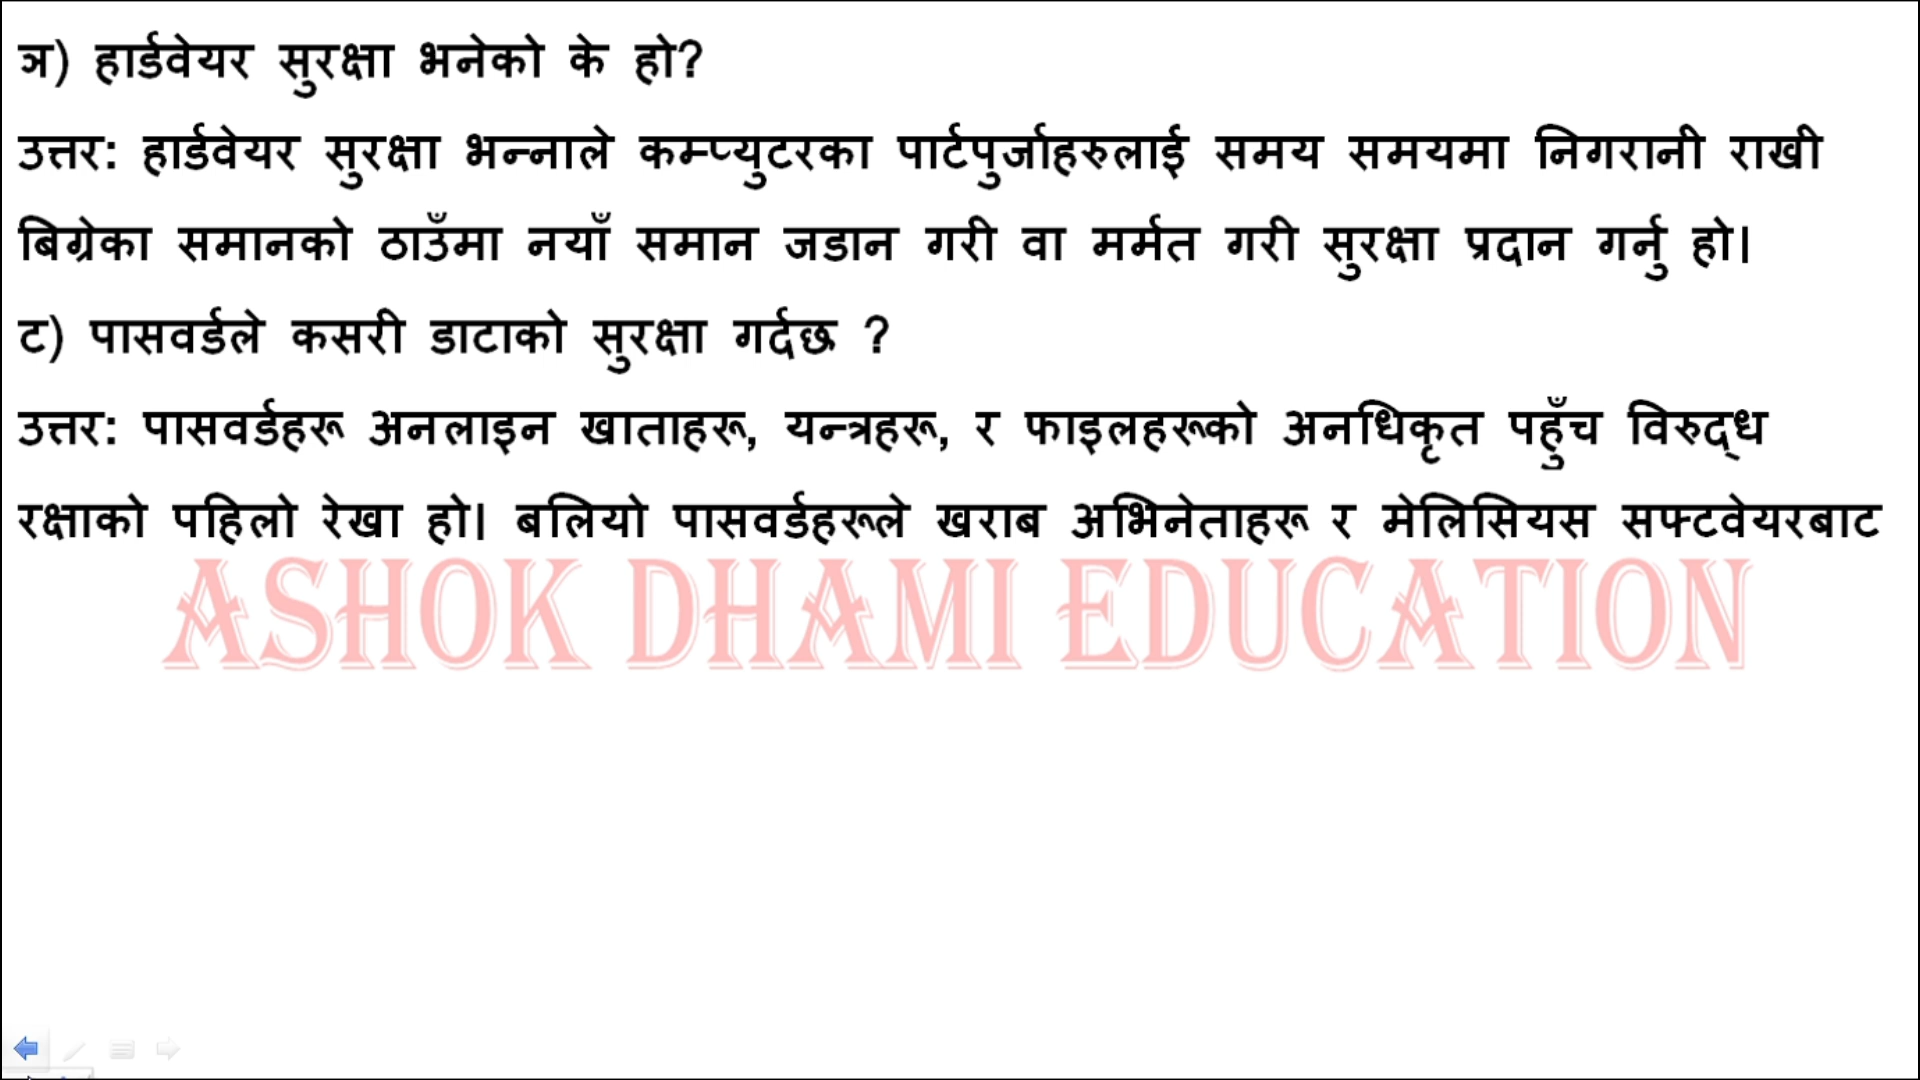 ञ) हार्डवेयर सुरक्षा भनेको के हो?
उत्तर: हार्डवेयर सुरक्षा भन्नाले कम्प्युटरका पार्टपुर्जाहरुलाई समय समयमा निगरानी राखी
बिग्रेका समानको ठाउँमा नयाँ समान जडान गरी वा मर्मत गरी सुरक्षा प्रदान गर्नु हो।
ट) पासवर्डले कसरी डाटाको सुरक्षा गर्दछ ?
उत्तर: पासवर्डहरू अनलाइन खाताहरू, यन्त्रहरू, र फाइलहरूको अनधिकृत पहुँच विरुद्ध
रक्षाको पहिलो रेखा हो। बलियो पासवर्डहरूले खराब अभिनेताहरू र मेलिसियस सफ्टवेयरबाट
ASHOK DHAMI EDUCATION